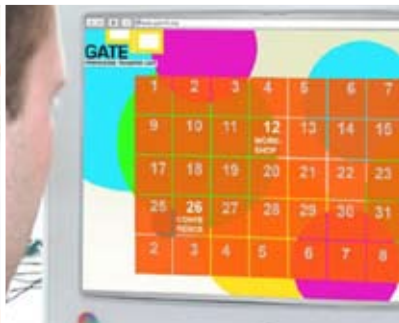 GATE
1 2 3 4 5 6 7
9 10 11 12 13 14 15
WORK
SHOP
17 18 19 20 21 22 23
25 26 27 28 29 30 31
CONFE
RENCE
2 3 4 5 6 7 8